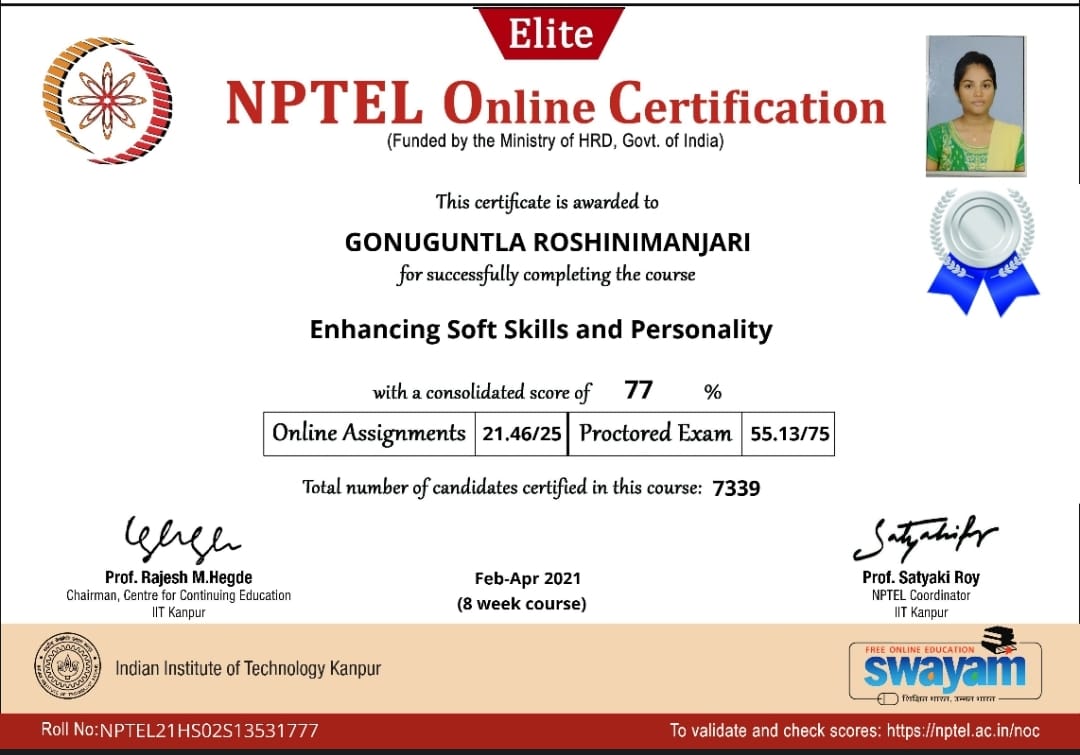 Elite
NPTEL Online Certification
(Funded by the Ministry of HRD, Govt. of India)
This certificate is awarded to
GONUGUNTLA ROSHINIMANJARI
for successfully completing the course
Enhancing Soft Skills and Personality
with a consolidated score of 77 %
Online Assignments 21.46/25 Proctored Exam 55.13/75
Total number of candidates certified in this course: 7339
Prof. Rajesh M.Hegde
Chairman, Centre for Continuing Education
IIT Kanpur
Feb-Apr 2021
(8 week course)
Prof. Satyaki Roy
NPTEL Coordinator
IIT Kanpur
Indian Institute of Technology Kanpur
FREE ONLINE EDUCATION
swayam
शिक्षित भारत, उन्नत भारत
Roll No:NPTEL21HS02S13531777
To validate and check scores: https://nptel.ac.in/noc